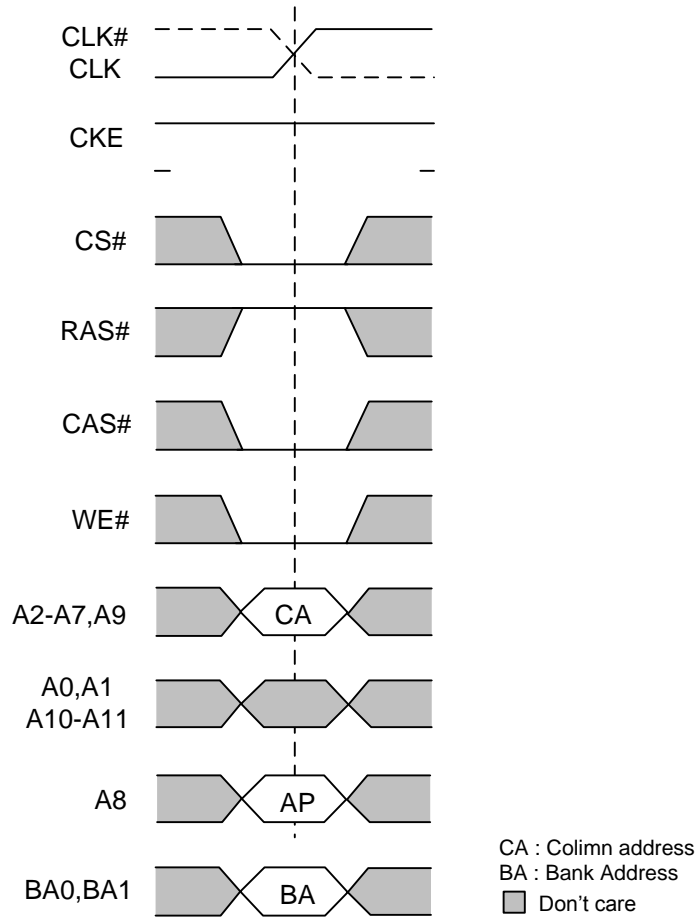 CLK#
CLK
CKE
CS#
RAS#
CAS#
WE#
A2-A7,A9
CA
A0,A1
A10-A11
A8
AP
BA0,BA1
BA
CA : Colimn address
BA : Bank Address
Don't care